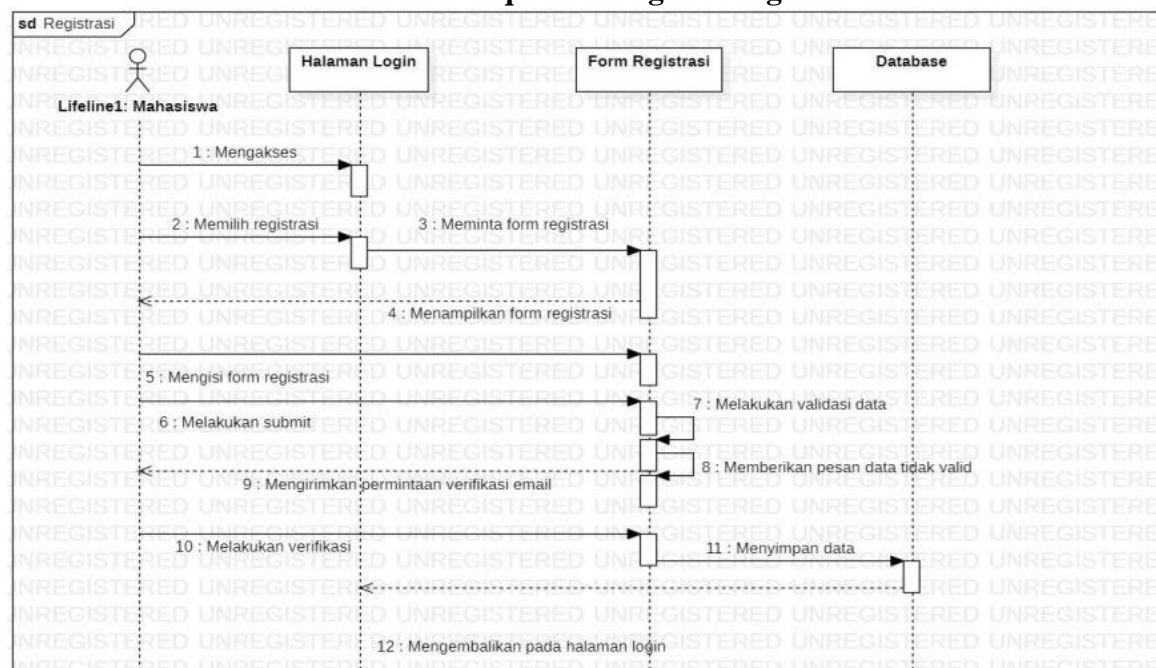 sd Registrasi
Halaman Login
Form Registrasi
Database
Lifeline1: Mahasiswa
1 : Mengakses
2 : Memilih registrasi
3 : Meminta form registrasi
4 : Menampilkan form registrasi
5 : Mengisi form registrasi
6 : Melakukan submit
7 : Melakukan validasi data
8 : Memberikan pesan data tidak valid
9 : Mengirimkan permintaan verifikasi email
10 : Melakukan verifikasi
11 : Menyimpan data
12 : Mengembalikan pada halaman login
UNREGISTERED